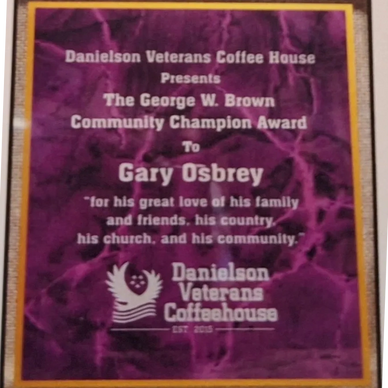 Danielson Veterans Coffee House
Presents
The George W. Brown
Community Champion Award
To
Gary Osbrey
"for his great love of his family
and friends, his country,
his church, and his community."
Danielson
Veterans
Coffeehouse
EST 2015